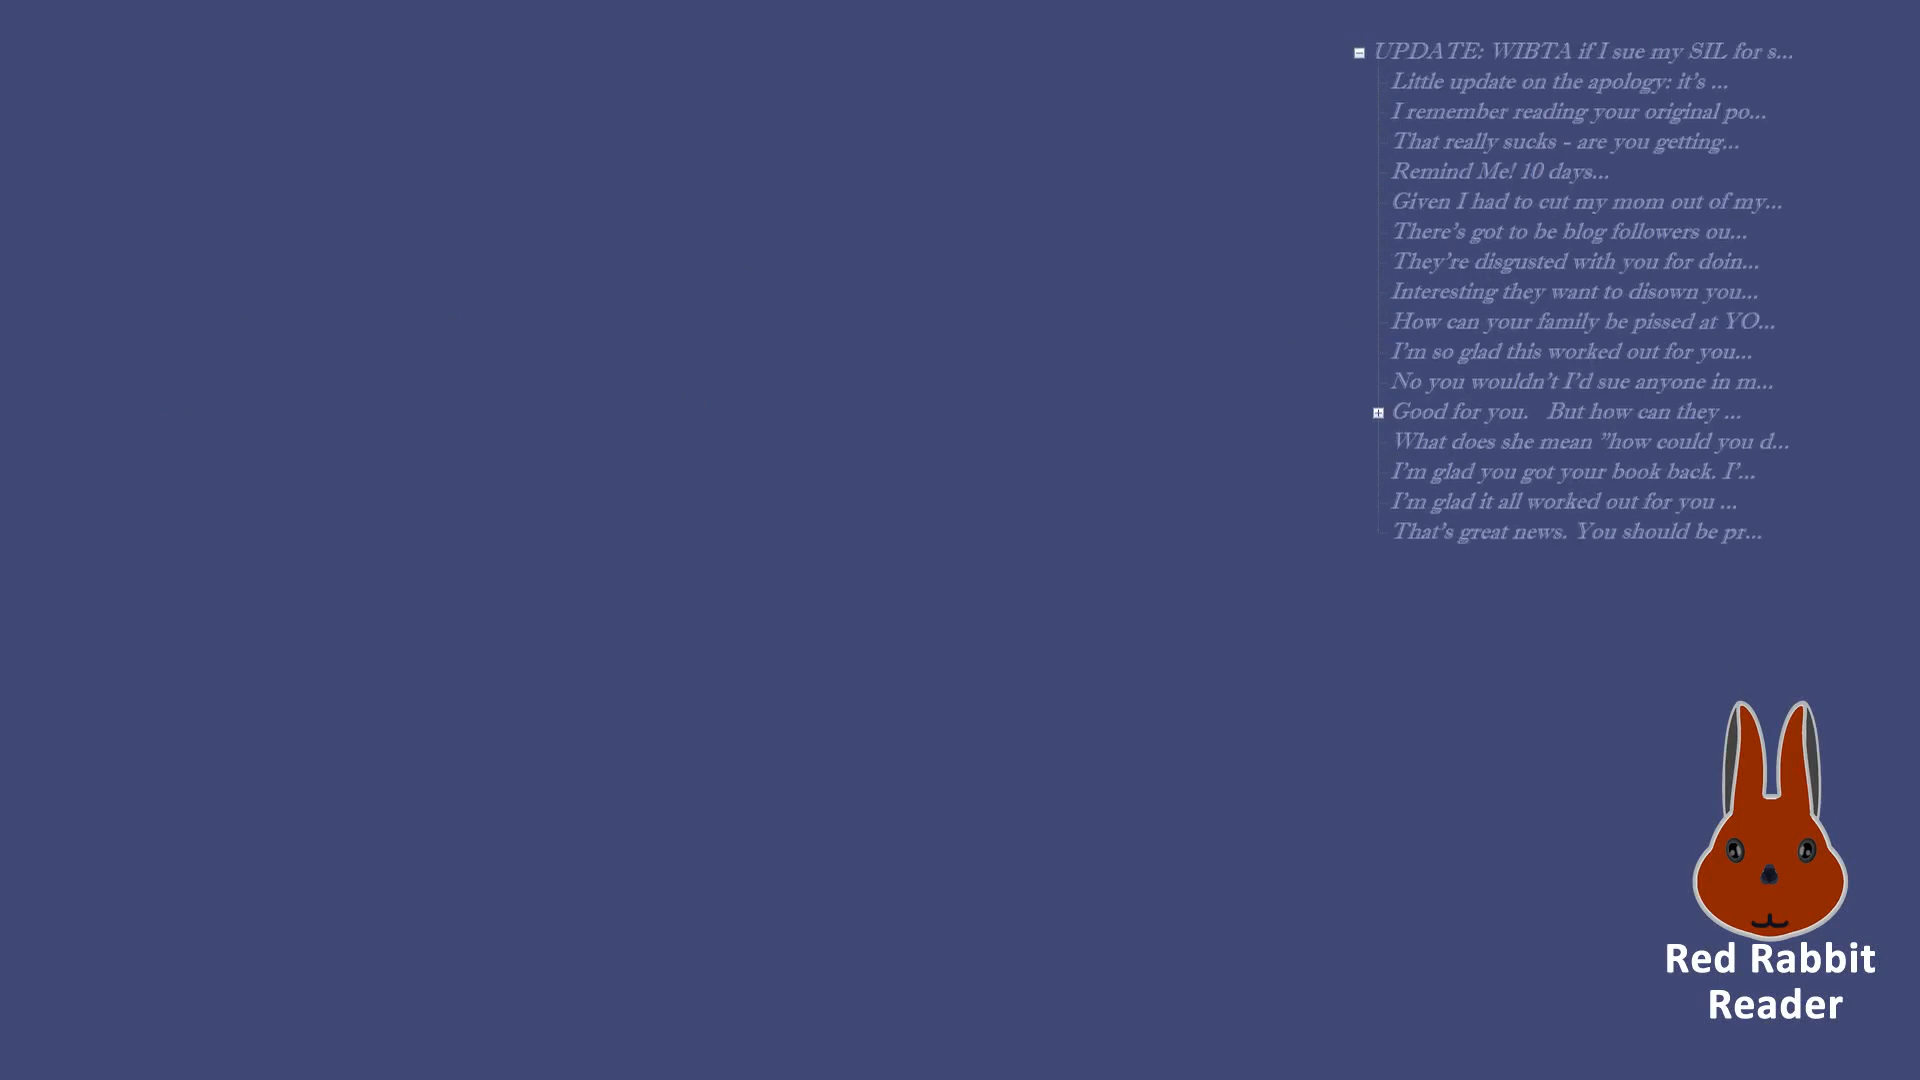 UPDATE: WIBTA if I sue my SIL for s...
Little update on the apology: it's ...
I remember reading your original po...
That really sucks - are you getting...
Remind Me! 10 days...
Given I had to cut my mom out of my...
There's got to be blog followers ou...
They're disgusted with you for doin...
Interesting they want to disown you...
How can your family be pissed at YO...
I'm so glad this worked out for you...
No you wouldn't I'd sue anyone in m...
Good for you.   But how can they ...
What does she mean "how could you d...
I'm glad you got your book back. I'...
I'm glad it all worked out for you ...
That's great news. You should be pr...
Red Rabbit
Reader